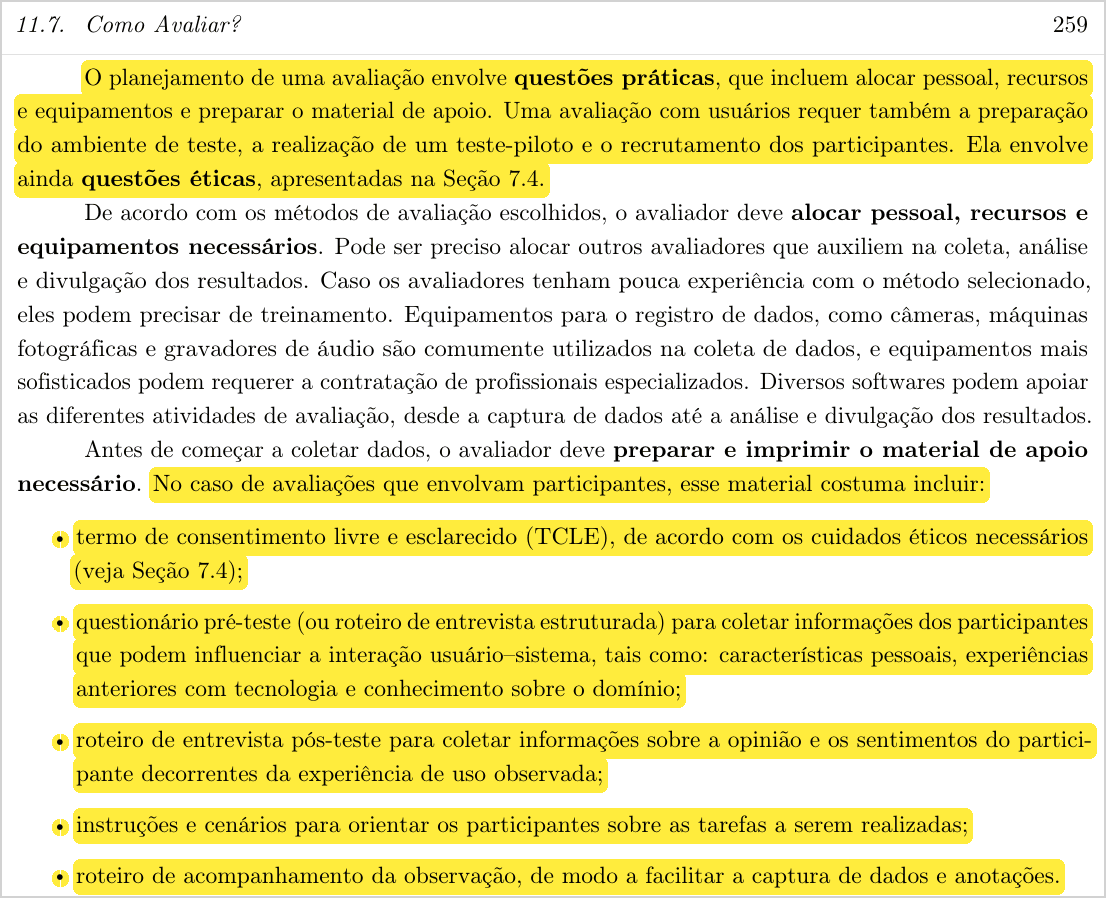 11.7. Como Avaliar? 259
O planejamento de uma avaliação envolve questões práticas, que incluem alocar pessoal, recursos
e equipamentos e preparar o material de apoio. Uma avaliação com usuários requer também a preparação
do ambiente de teste, a realização de um teste-piloto e o recrutamento dos participantes. Ela envolve
ainda questões éticas, apresentadas na Seção 7.4.
De acordo com os métodos de avaliação escolhidos, o avaliador deve alocar pessoal, recursos e
equipamentos necessários. Pode ser preciso alocar outros avaliadores que auxiliem na coleta, análise
e divulgação dos resultados. Caso os avaliadores tenham pouca experiência com o método selecionado,
eles podem precisar de treinamento. Equipamentos para o registro de dados, como câmeras, máquinas
fotográficas e gravadores de áudio são comumente utilizados na coleta de dados, e equipamentos mais
sofisticados podem requerer a contratação de profissionais especializados. Diversos softwares podem apoiar
as diferentes atividades de avaliação, desde a captura de dados até a análise e divulgação dos resultados.
Antes de começar a coletar dados, o avaliador deve preparar e imprimir o material de apoio
necessário. No caso de avaliações que envolvam participantes, esse material costuma incluir:
• termo de consentimento livre e esclarecido (TCLE), de acordo com os cuidados éticos necessários
(veja Seção 7.4);
• questionário pré-teste (ou roteiro de entrevista estruturada) para coletar informações dos participantes
que podem influenciar a interação usuário–sistema, tais como: características pessoais, experiências
anteriores com tecnologia e conhecimento sobre o domínio;
• roteiro de entrevista pós-teste para coletar informações sobre a opinião e os sentimentos do partici-
pante decorrentes da experiência de uso observada;
• instruções e cenários para orientar os participantes sobre as tarefas a serem realizadas;
• roteiro de acompanhamento da observação, de modo a facilitar a captura de dados e anotações.